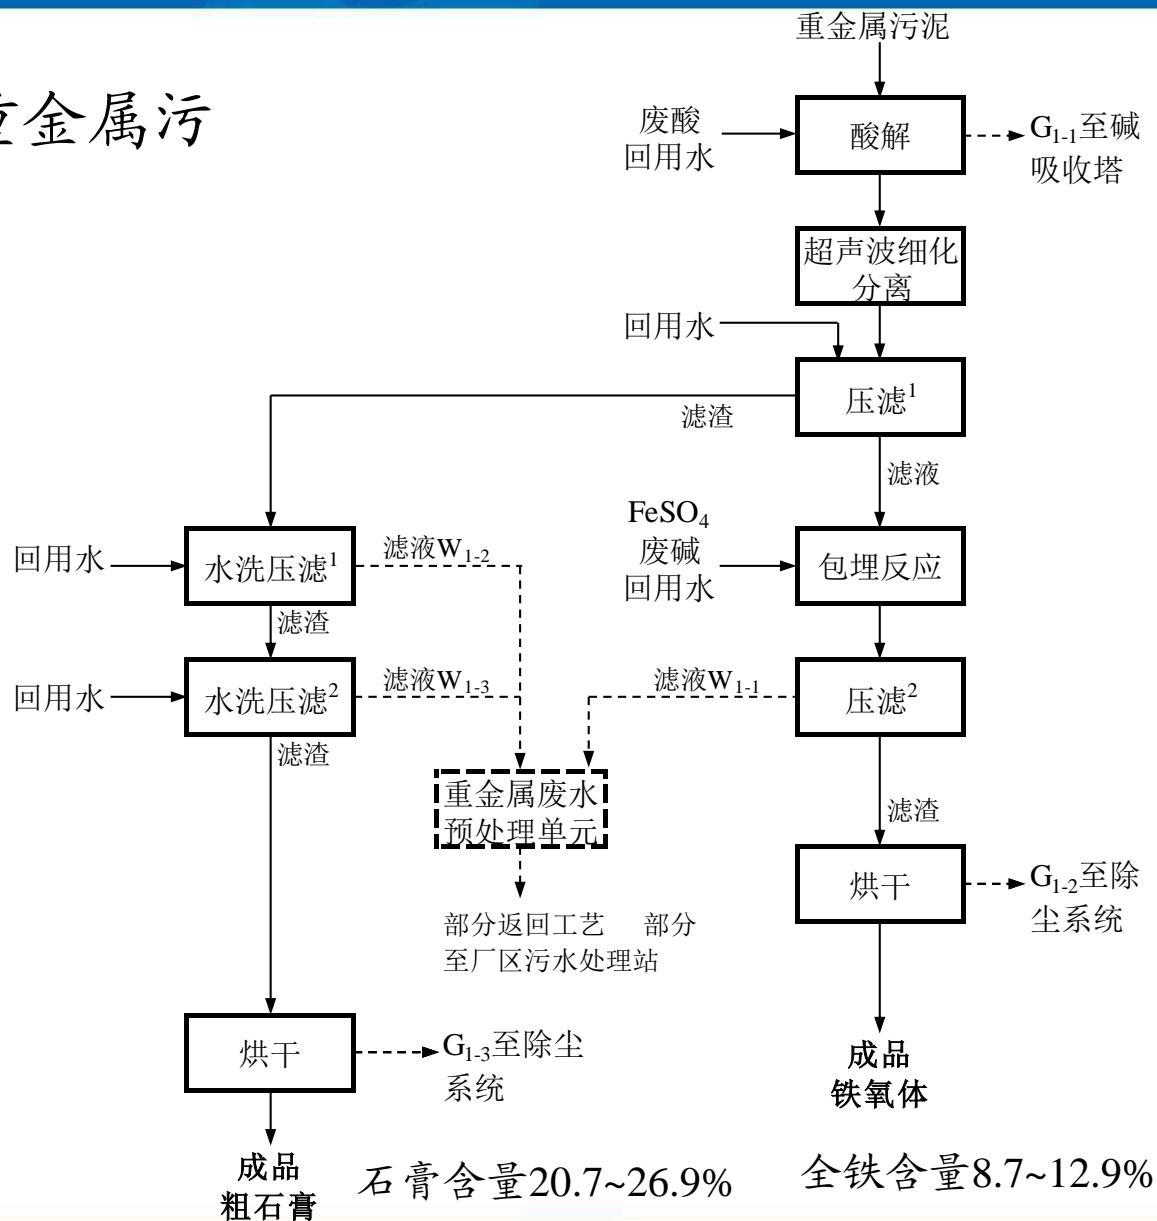 重金属污泥
重金属污
废酸
回用水
酸解
G₁₋₁至碱
吸收塔
超声波细化
分离
回用水
压滤¹
滤渣
滤液
FeSO₄
废碱
回用水
包埋反应
回用水
水洗压滤¹
滤液W₁₋₂
滤渣
回用水
水洗压滤²
滤液W₁₋₃
滤液W₁₋₁
压滤²
滤渣
重金属废水
预处理单元
滤渣
烘干
G₁₋₂至除
尘系统
部分返回工艺 部分
至厂区污水处理站
烘干
G₁₋₃至除尘
系统
成品
铁氧体
成品
粗石膏
石膏含量20.7~26.9%
全铁含量8.7~12.9%